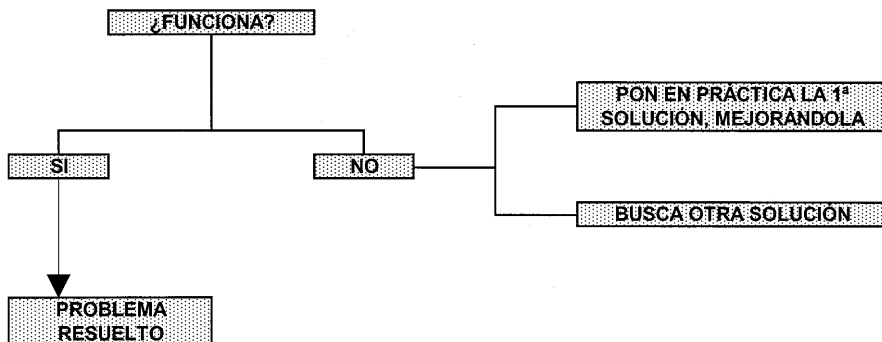 ¿FUNCIONA?
PON EN PRÁCTICA LA 1ª
SOLUCIÓN, MEJORÁNDOLA
SI
NO
BUSCA OTRA SOLUCIÓN
PROBLEMA
RESUELTO